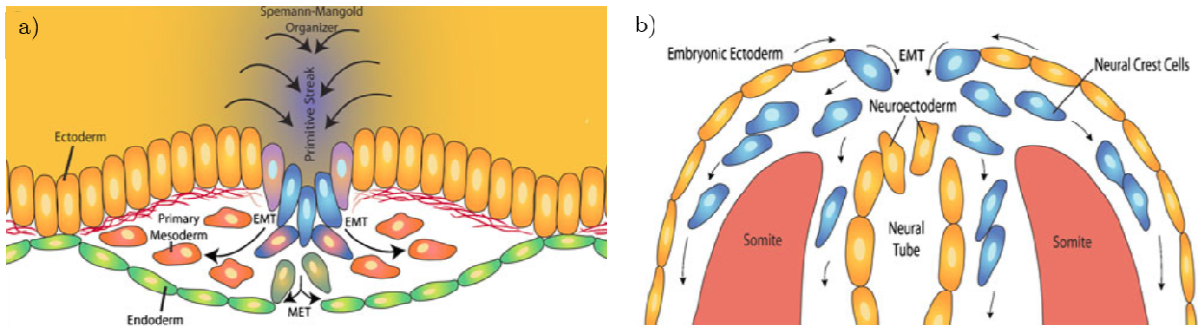 a)
Spemann-Mangold
Organizer
Primitive Streak
Ectoderm
Primary
Mesoderm
EMT
EMT
MET
Endoderm
b)
Embryonic Ectoderm
EMT
Neural Crest Cells
Neuroectoderm
Somite
Neural
Tube
Somite